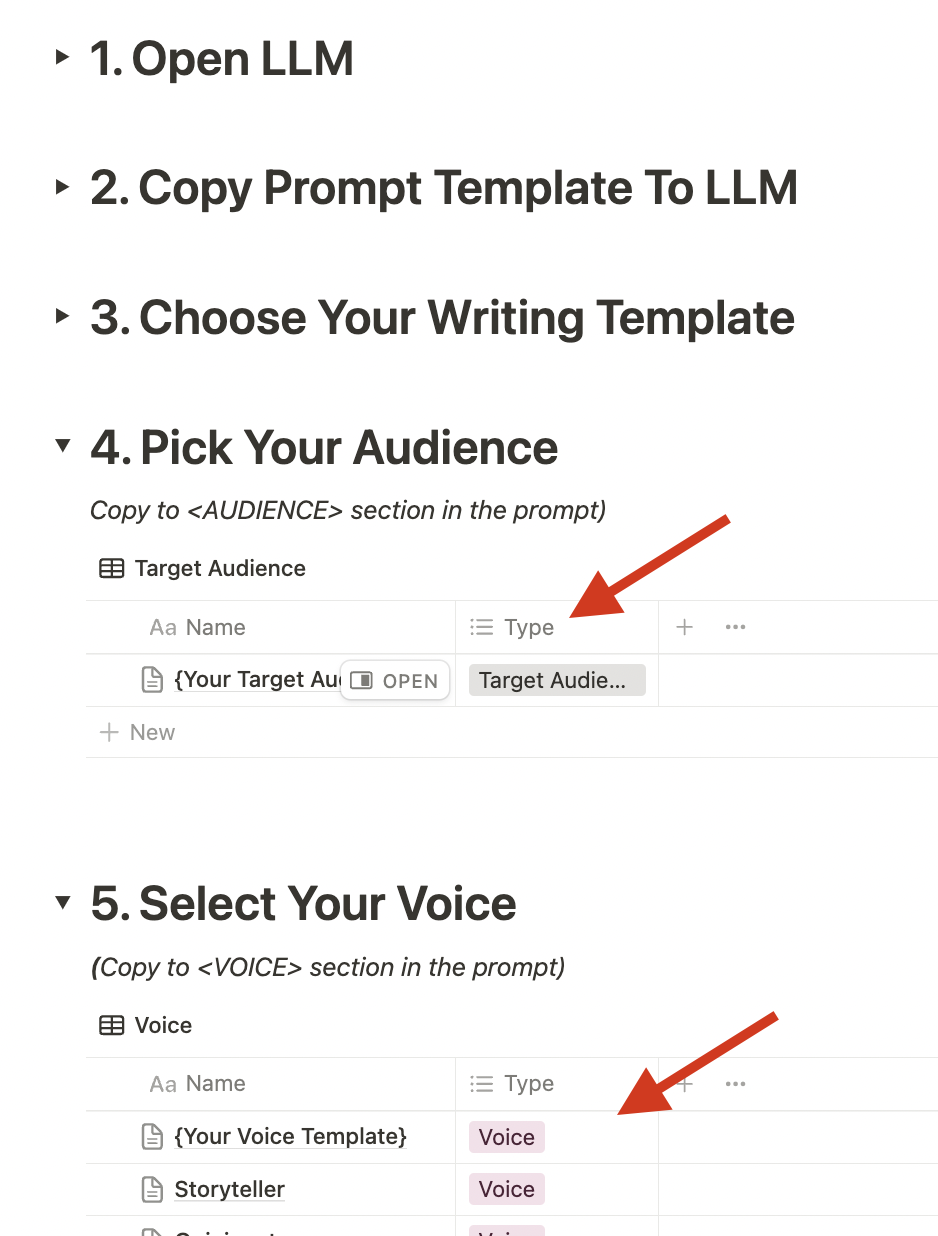 1. Open LLM
2. Copy Prompt Template To LLM
3. Choose Your Writing Template
4. Pick Your Audience
Copy to <AUDIENCE> section in the prompt)
Target Audience
Aa Name Type
{Your Target Au OPEN Target Audie...
New
5. Select Your Voice
(Copy to <VOICE> section in the prompt)
Voice
Aa Name Type
{Your Voice Template} Voice
Storyteller Voice